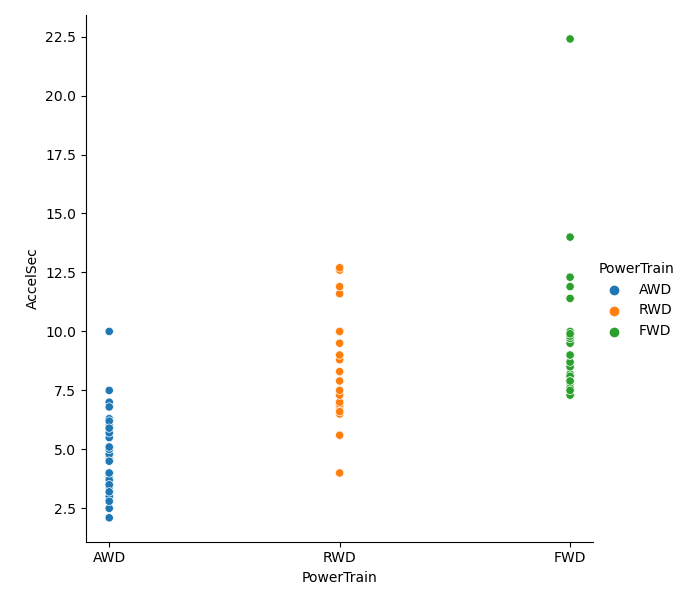 22.5
20.0
17.5
15.0
12.5
10.0
7.5
5.0
2.5
AccelSec
AWD
RWD
FWD
PowerTrain
PowerTrain
AWD
RWD
FWD